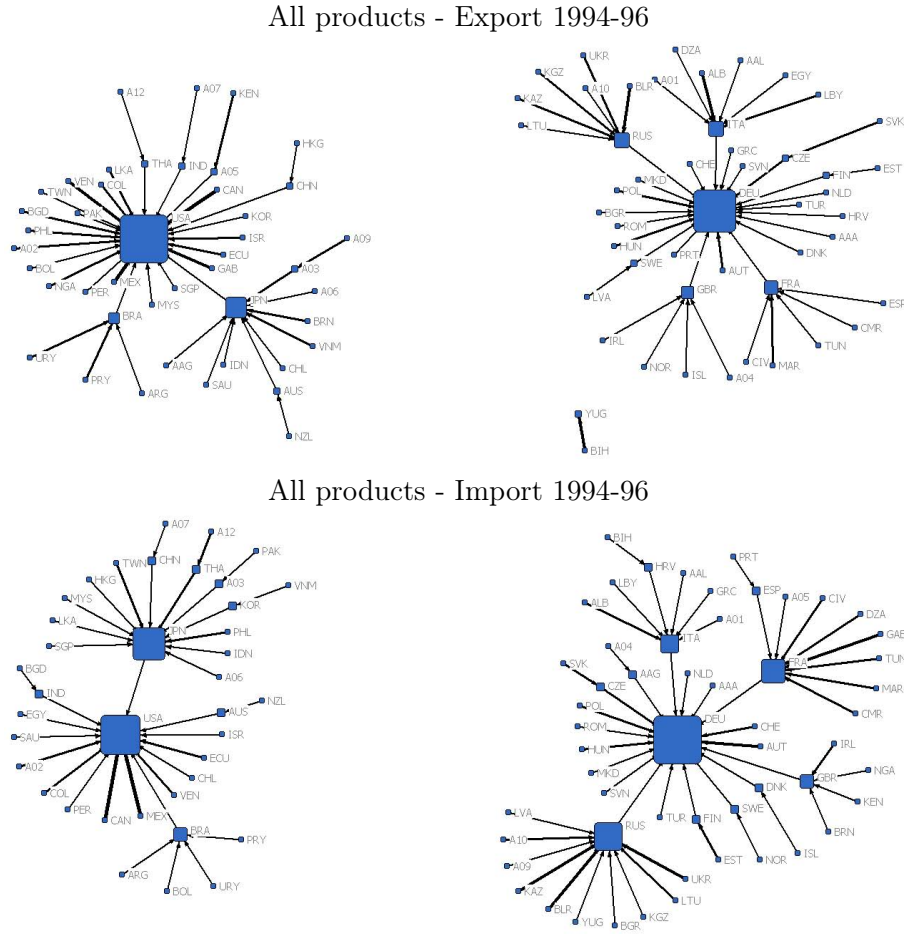 All products - Export 1994-96
A12
A07
KEN
HKG
LKA
THA
IND
A05
VEN
COL
CAN
CHN
TWN
BGD
PAK
USA
KOR
PHL
ISR
A09
A02
ECU
BOL
GAB
A03
NGA
PER
MEX
SGP
A06
MYS
JPN
BRA
BRN
VNM
URY
AAG
IDN
CHL
PRY
SAU
ARG
AUS
NZL
UKR
DZA
AAL
KGZ
A10
A01
ALB
EGY
BLR
KAZ
LBY
LTU
RUS
ITA
SVK
GRC
CHE
SVN
CZE
MKD
FIN
EST
POL
DEU
NLD
BGR
TUR
ROM
HRV
HUN
AAA
PRT
DNK
SWE
AUT
LVA
GBR
FRA
ESP
IRL
CMR
NOR
CIV
TUN
ISL
A04
MAR
YUG
BIH
All products - Import 1994-96
A07
A12
TWN
CHN
PAK
HKG
THA
A03
VNM
MYS
KOR
LKA
JPN
PHL
SGP
IDN
BGD
A06
IND
NZL
EGY
USA
AUS
SAU
ISR
A02
ECU
COL
CHL
PER
VEN
CAN
MEX
BRA
PRY
ARG
BOL
URY
BIH
PRT
HRV
LBY
AAL
ESP
A05
CIV
ALB
GRC
DZA
A01
ITA
GAB
A04
SVK
AAG
NLD
FRA
TUN
CZE
AAA
MAR
POL
DEU
CMR
ROM
CHE
HUN
AUT
IRL
MKD
GBR
NGA
SVN
DNK
KEN
LVA
TUR
FIN
SWE
RUS
BRN
A10
EST
NOR
ISL
A09
UKR
KAZ
LTU
BLR
KGZ
YUG
BGR